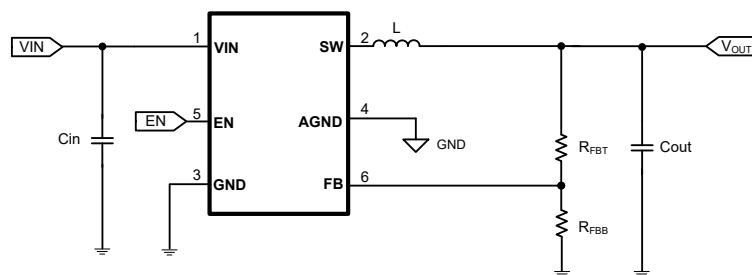 L
VIN
1
VIN
SW
2
VOUT
EN
5
EN
AGND
4
GND
Cin
RFBT
Cout
3
GND
FB
6
RFBB